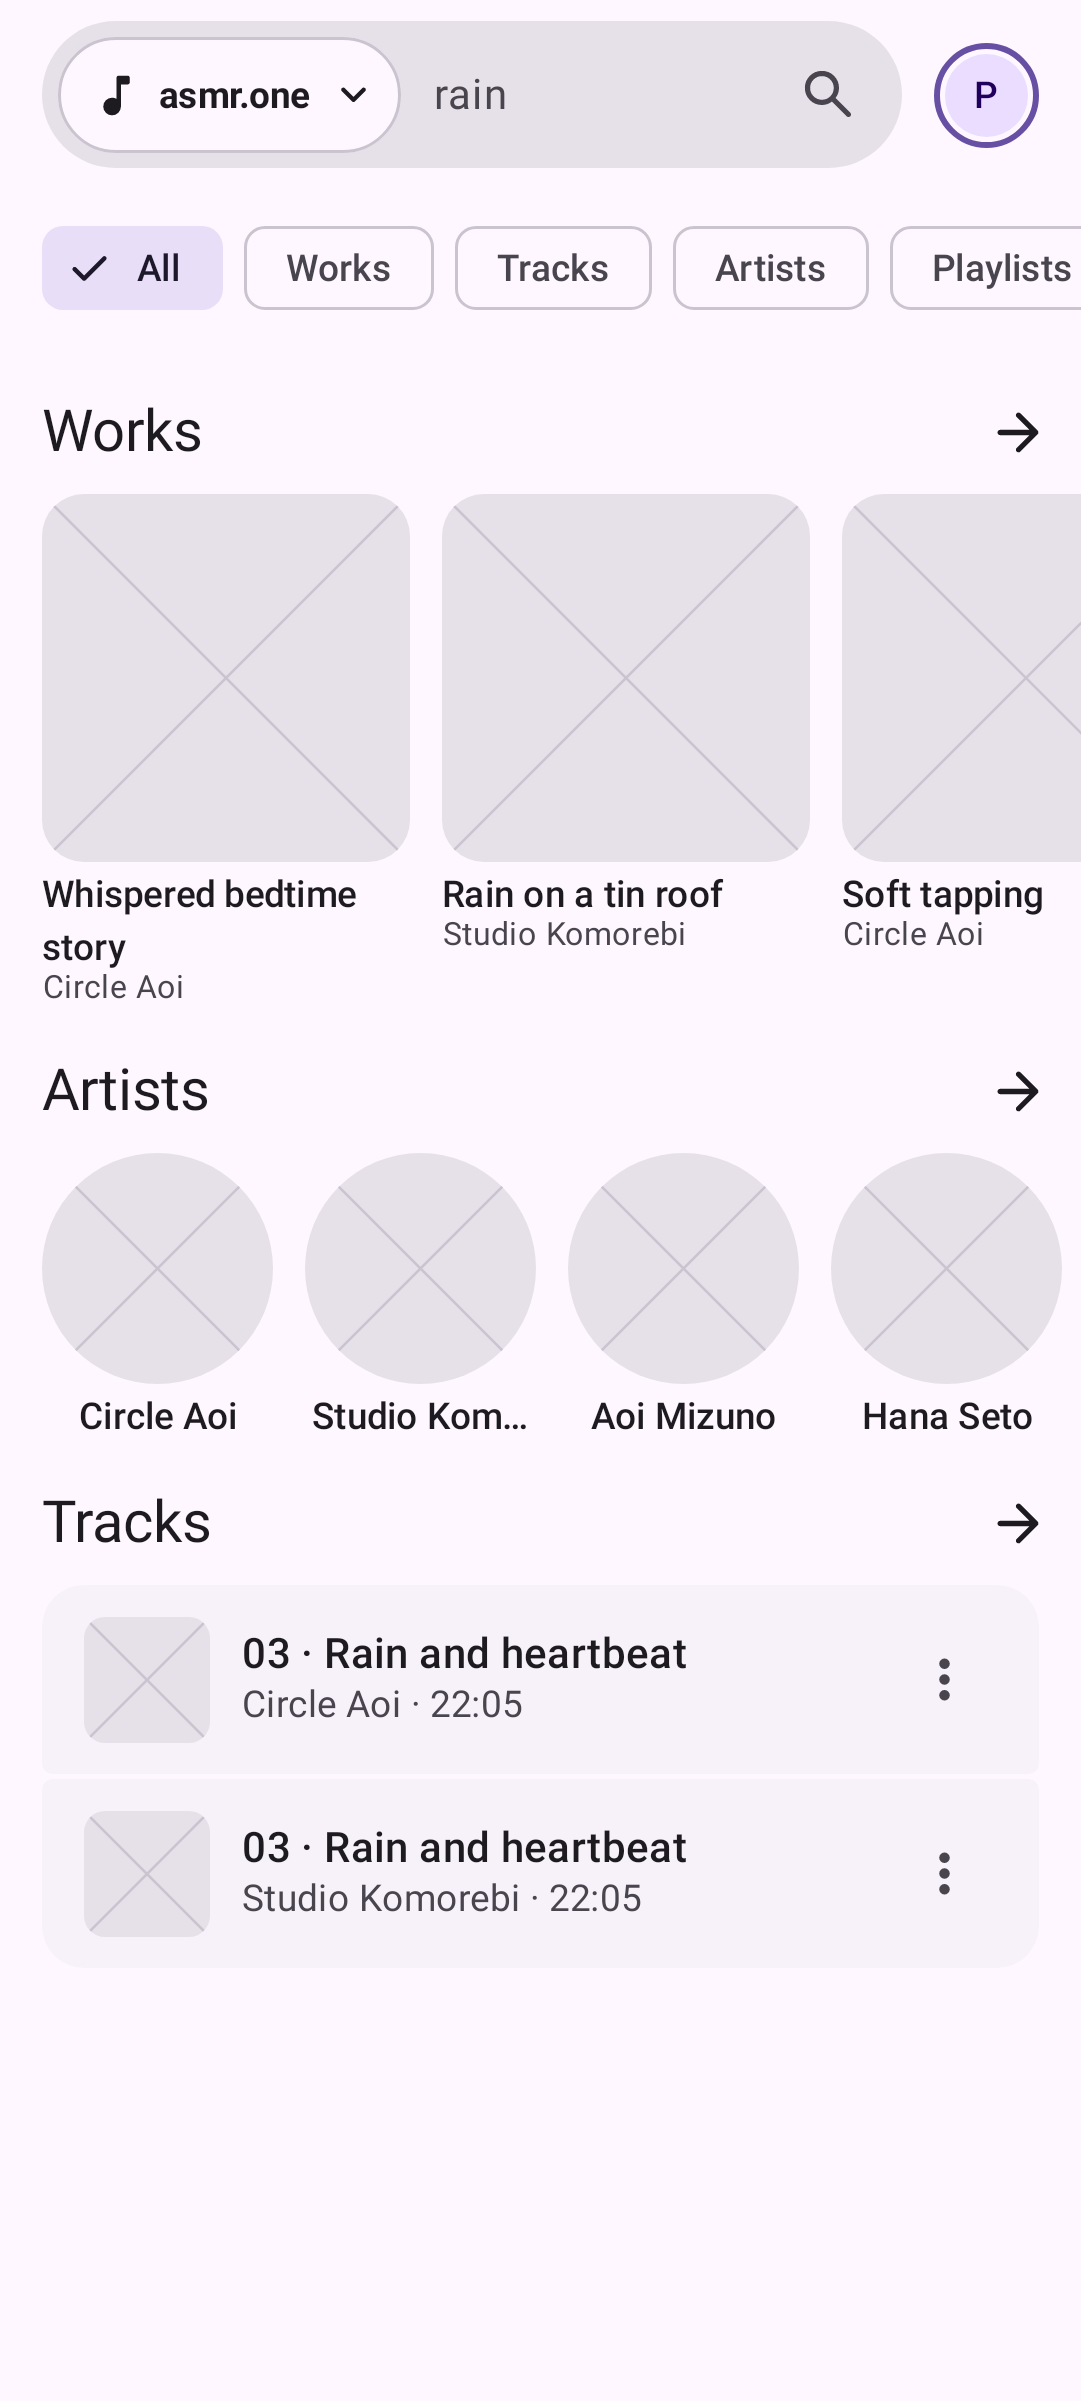 asmr.one
rain
P
All
Works
Tracks
Artists
Playlists
Works
Whispered bedtime
story
Circle Aoi
Rain on a tin roof
Studio Komorebi
Soft tapping
Circle Aoi
Artists
Circle Aoi
Studio Kom...
Aoi Mizuno
Hana Seto
Tracks
03 · Rain and heartbeat
Circle Aoi · 22:05
03 · Rain and heartbeat
Studio Komorebi · 22:05